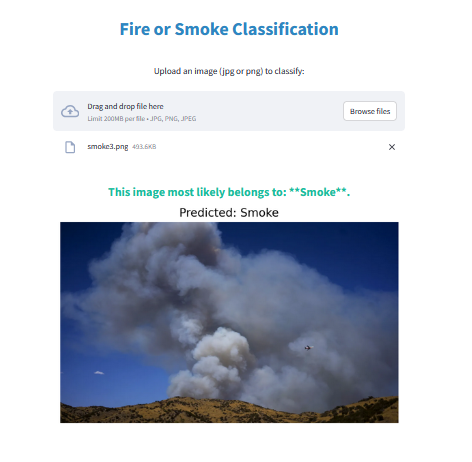 Fire or Smoke Classification
Upload an image (jpg or png) to classify:
Drag and drop file here
Browse files
Limit 200MB per file • JPG, PNG, JPEG
smoke3.png 493.6KB
This image most likely belongs to: **Smoke**.
Predicted: Smoke